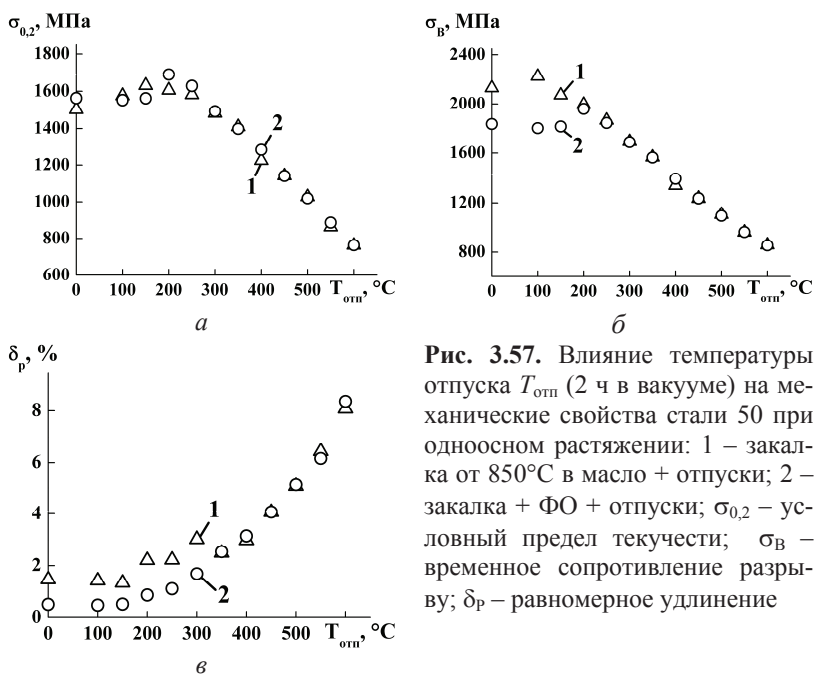 σ0,2, МПа
1800
1600
1400
1200
1000
800
600
2
1
0 100 200 300 400 500 Tотп, °C
а
σВ, МПа
2400
2000
1600
1200
800
1
2
0 100 200 300 400 500 Tотп, °C
б
δр, %
8
6
4
2
0
1
2
0 100 200 300 400 500 Tотп, °C
в
Рис. 3.57. Влияние температуры
отпуска Tотп (2 ч в вакууме) на ме-
ханические свойства стали 50 при
одноосном растяжении: 1 – закал-
ка от 850°C в масло + отпуски; 2 –
закалка + ФО + отпуски; σ0,2 – ус-
ловный предел текучести; σВ –
временное сопротивление разры-
ву; δР – равномерное удлинение